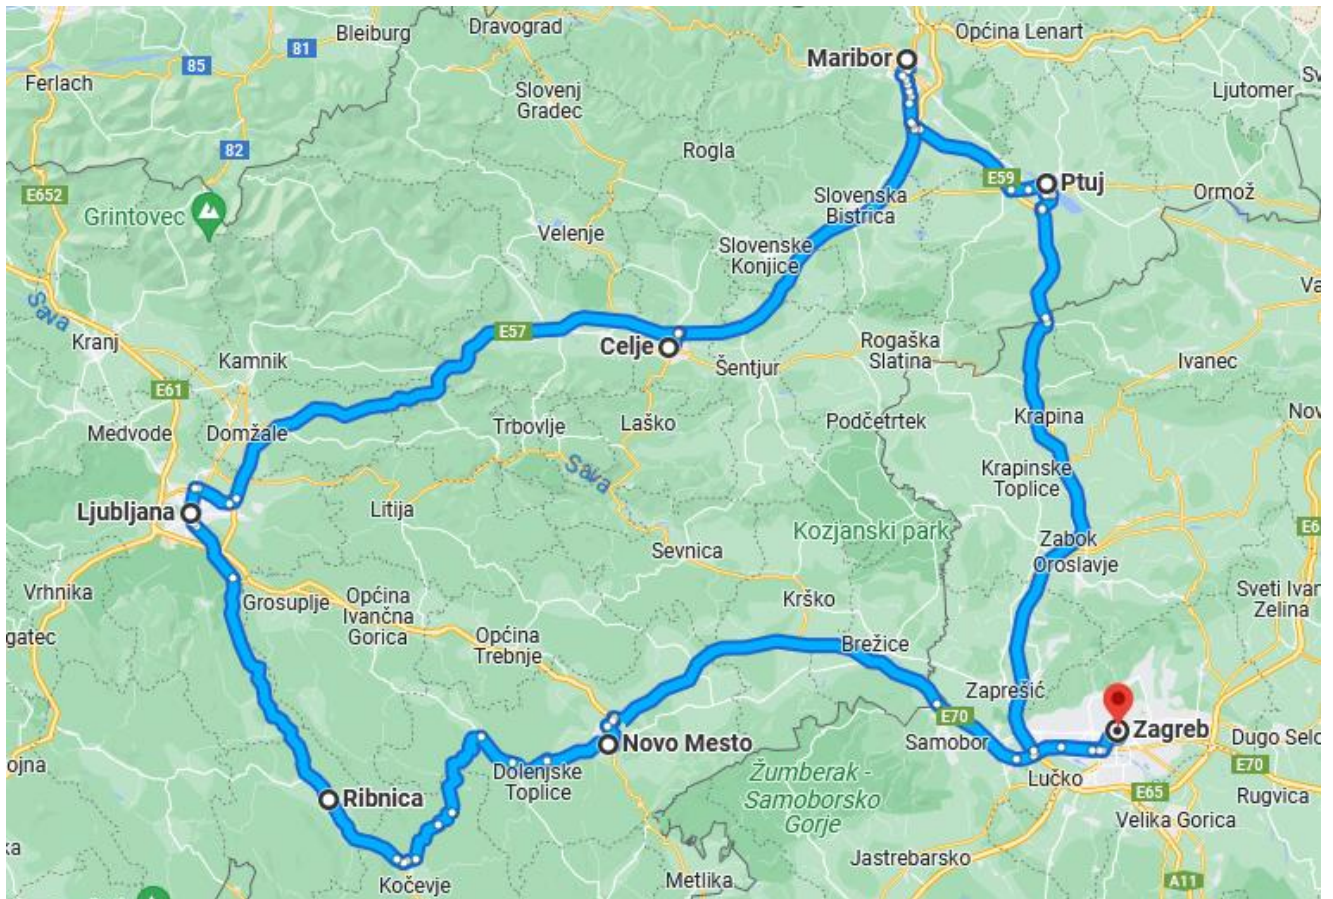 Dravograd
Bleiburg
81
85
Ferlach
Maribor
Općina Lenart
Slovenj
Gradec
Ljutomer
82
Rogla
E652
Grintovec
E59
Ptuj
Ormož
Slovenska
Bistrica
Velenje
Slovenske
Konjice
Sava
Kranj
E57
Celje
Kamnik
Šentjur
Rogaška
Slatina
Ivanec
E61
Medvode
Domžale
Trbovlje
Laško
Podčetrtek
Krapina
Sava
Krapinske
Toplice
Ljubljana
Litija
Kozjanski park
Sevnica
Zabok
Oroslavje
Vrhnika
Grosuplje
Općina
Ivančna
Gorica
Krško
Sveti Ivan
Zelina
gatec
Općina
Trebnje
Brežice
Zaprešić
E70
Samobor
Novo Mesto
Zagreb
Dugo Selo
ojna
Dolenjske
Toplice
Žumberak -
Samoborsko
Gorje
Lučko
E70
E65
Rugvica
Ribnica
Velika Gorica
Jastrebarsko
Kočevje
Metlika
A11